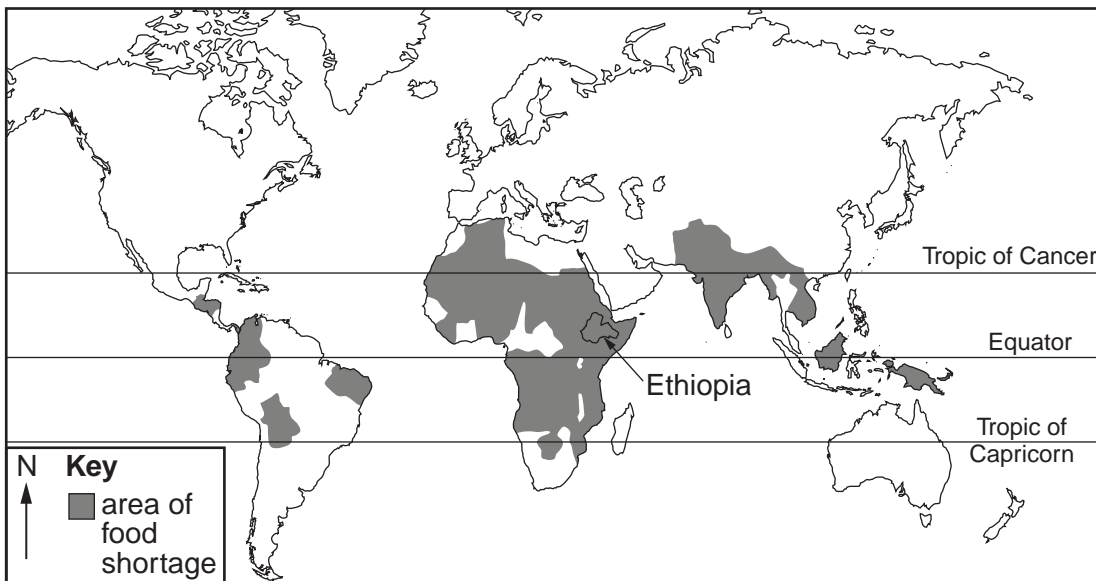 Tropic of Cancer
Equator
Ethiopia
Tropic of
Capricorn
N
Key
area of
food
shortage